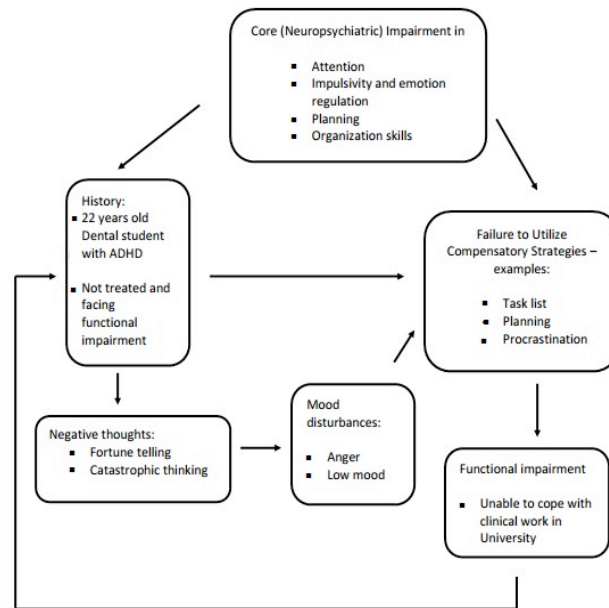 Core (Neuropsychiatric) Impairment in
▪ Attention
▪ Impulsivity and emotion
regulation
▪ Planning
▪ Organization skills
History:
▪ 22 years old
Dental student
with ADHD
▪ Not treated and
facing
functional
impairment
Failure to Utilize
Compensatory Strategies –
examples:
▪ Task list
▪ Planning
▪ Procrastination
Negative thoughts:
▪ Fortune telling
▪ Catastrophic thinking
Mood
disturbances:
▪ Anger
▪ Low mood
Functional impairment
▪ Unable to cope with
clinical work in
University